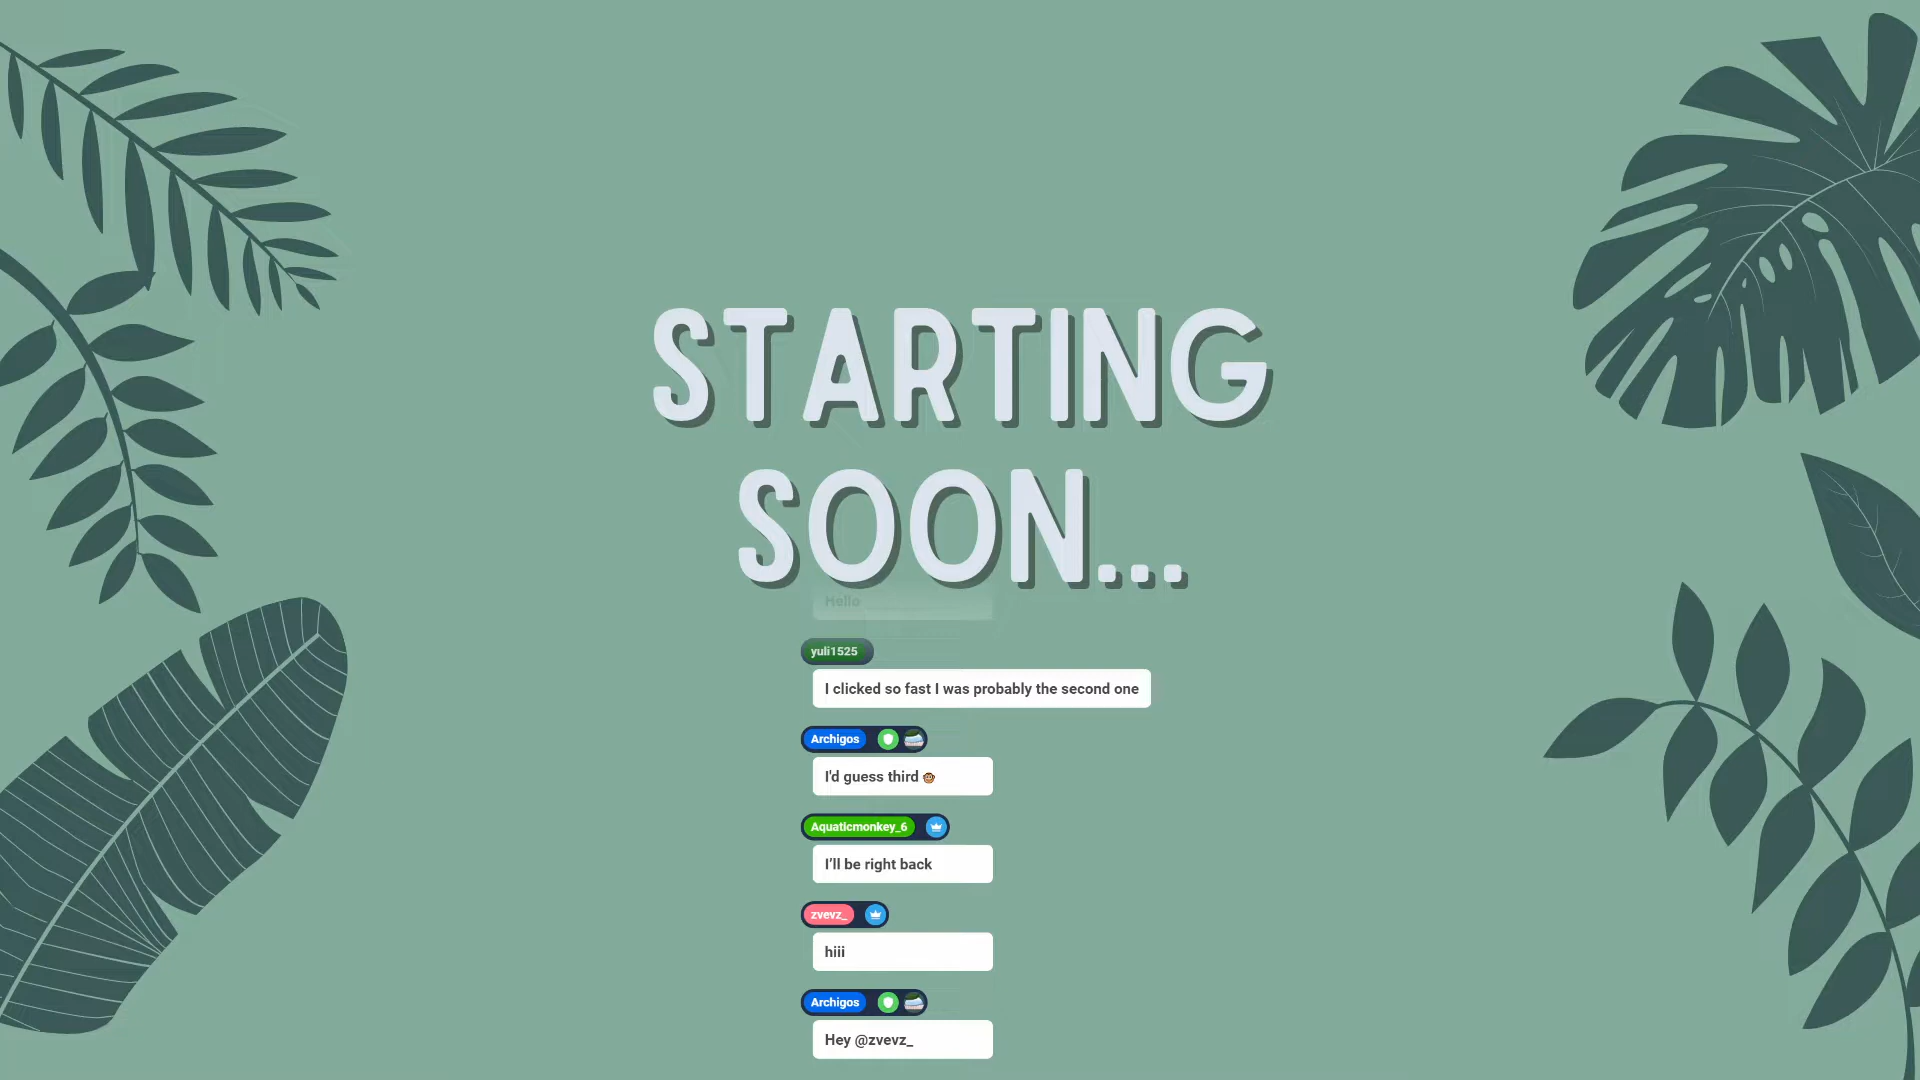 STARTING
SOON...
Hello
yuli1525
I clicked so fast I was probably the second one
Archigos
I'd guess third 🐵
Aquaticmonkey_6
I’ll be right back
zvevz_
hiii
Archigos
Hey @zvevz_